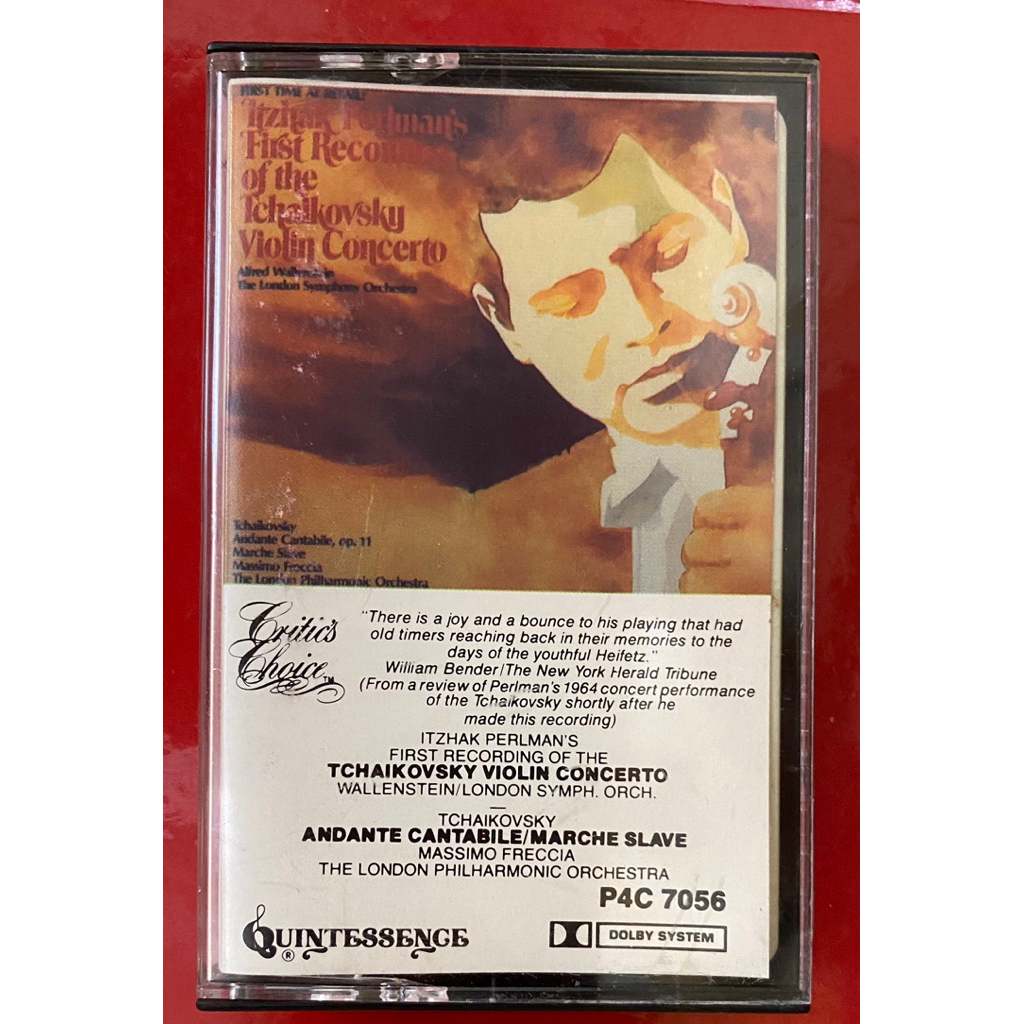 FIRST TIME AT RETAIL!
Itzhak Perlman's
First Recording
of the
Tchaikovsky
Violin Concerto
Alfred Wallenstein
The London Symphony Orchestra
Tchaikovsky
Andante Cantabile, op. 11
Marche Slave
Massimo Freccia
The London Philharmonic Orchestra
Critic's
Choice TM
"There is a joy and a bounce to his playing that had
old timers reaching back in their memories to the
days of the youthful Heifetz."
William Bender/The New York Herald Tribune
(From a review of Perlman's 1964 concert performance
of the Tchaikovsky shortly after he
made this recording)
ITZHAK PERLMAN'S
FIRST RECORDING OF THE
TCHAIKOVSKY VIOLIN CONCERTO
WALLENSTEIN/LONDON SYMPH. ORCH.
TCHAIKOVSKY
ANDANTE CANTABILE/MARCHE SLAVE
MASSIMO FRECCIA
THE LONDON PHILHARMONIC ORCHESTRA
P4C 7056
QUINTESSENCE ®
DOLBY SYSTEM